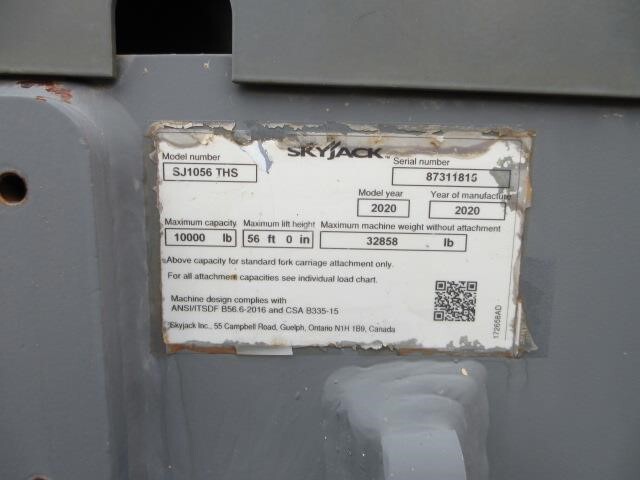 SKYJACK
Model number
SJ1056 THS
Serial number
87311815
Model year
2020
Year of manufacture
2020
Maximum capacity
10000 lb
Maximum lift height
56 ft 0 in
Maximum machine weight without attachment
32858 lb
Above capacity for standard fork carriage attachment only.
For all attachment capacities see individual load chart.
Machine design complies with
ANSI/ITSDF B56.6-2016 and CSA B335-15
Skyjack Inc., 55 Campbell Road, Guelph, Ontario N1H 1B9, Canada
172658AD